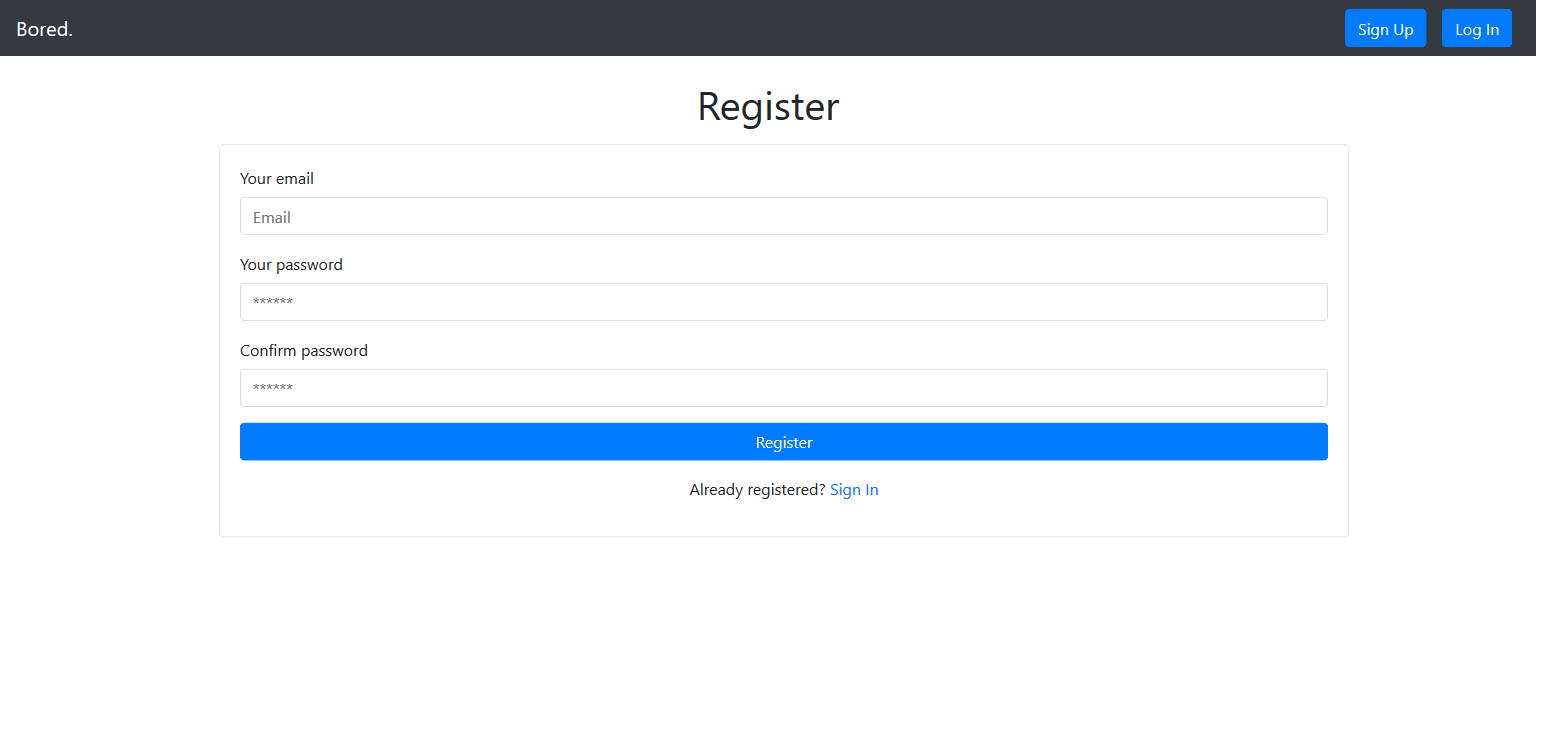 Bored.
Sign Up
Log In
Register
Your email
Email
Your password
******
Confirm password
******
Register
Already registered? Sign In